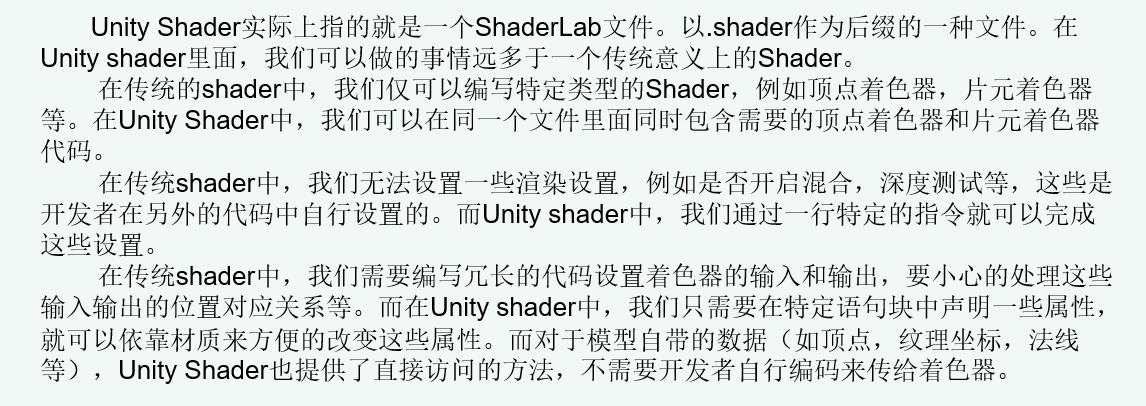 Unity Shader实际上指的就是一个ShaderLab文件。以.shader作为后缀的一种文件。在
Unity shader里面，我们可以做的事情远多于一个传统意义上的Shader。
在传统的shader中，我们仅可以编写特定类型的Shader，例如顶点着色器，片元着色器
等。在Unity Shader中，我们可以在同一个文件里面同时包含需要的顶点着色器和片元着色器
代码。
在传统shader中，我们无法设置一些渲染设置，例如是否开启混合，深度测试等，这些是
开发者在另外的代码中自行设置的。而Unity shader中，我们通过一行特定的指令就可以完成
这些设置。
在传统shader中，我们需要编写冗长的代码设置着色器的输入和输出，要小心的处理这些
输入输出的位置对应关系等。而在Unity shader中，我们只需要在特定语句块中声明一些属性，
就可以依靠材质来方便的改变这些属性。而对于模型自带的数据（如顶点，纹理坐标，法线
等），Unity Shader也提供了直接访问的方法，不需要开发者自行编码来传给着色器。